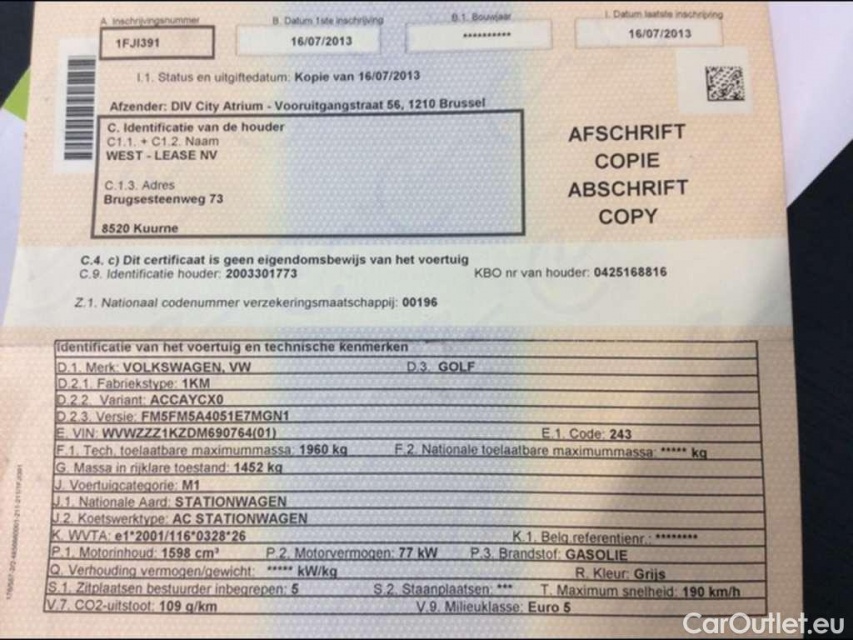 A. Inschrijvingsnummer B. Datum 1ste inschrijving B.1. Bouwjaar I. Datum laatste inschrijving
1FJI391 16/07/2013 ********** 16/07/2013
I.1. Status en uitgiftedatum: Kopie van 16/07/2013
Afzender: DIV City Atrium - Vooruitgangstraat 56, 1210 Brussel
C. Identificatie van de houder
C1.1. + C1.2. Naam
WEST - LEASE NV
C.1.3. Adres
Brugsesteenweg 73
8520 Kuurne
AFSCHRIFT
COPIE
ABSCHRIFT
COPY
C.4. c) Dit certificaat is geen eigendomsbewijs van het voertuig
C.9. Identificatie houder: 2003301773 KBO nr van houder: 0425168816
Z.1. Nationaal codenummer verzekeringsmaatschappij: 00196
Identificatie van het voertuig en technische kenmerken
D.1. Merk: VOLKSWAGEN, VW D.3. GOLF
D.2.1. Fabriekstype: 1KM
D.2.2. Variant: ACCAYCX0
D.2.3. Versie: FM5FM5A4051E7MGN1
E. VIN: WVWZZZ1KZDM690764(01) E.1. Code: 243
F.1. Tech. toelaatbare maximummassa: 1960 kg F.2. Nationale toelaatbare maximummassa: ***** kg
G. Massa in rijklare toestand: 1452 kg
J. Voertuigcategorie: M1
J.1. Nationale Aard: STATIONWAGEN
J.2. Koetswerktype: AC STATIONWAGEN
K. WVTA: e1*2001/116*0328*26 K.1. Belg.referentienr.: ********
P.1. Motorinhoud: 1598 cm³ P.2. Motorvermogen: 77 kW P.3. Brandstof: GASOLIE
Q. Verhouding vermogen/gewicht: ***** kW/kg R. Kleur: Grijs
S.1. Zitplaatsen bestuurder inbegrepen: 5 S.2. Staanplaatsen: *** T. Maximum snelheid: 190 km/h
V.7. CO2-uitstoot: 109 g/km V.9. Milieuklasse: Euro 5
CarOutlet.eu